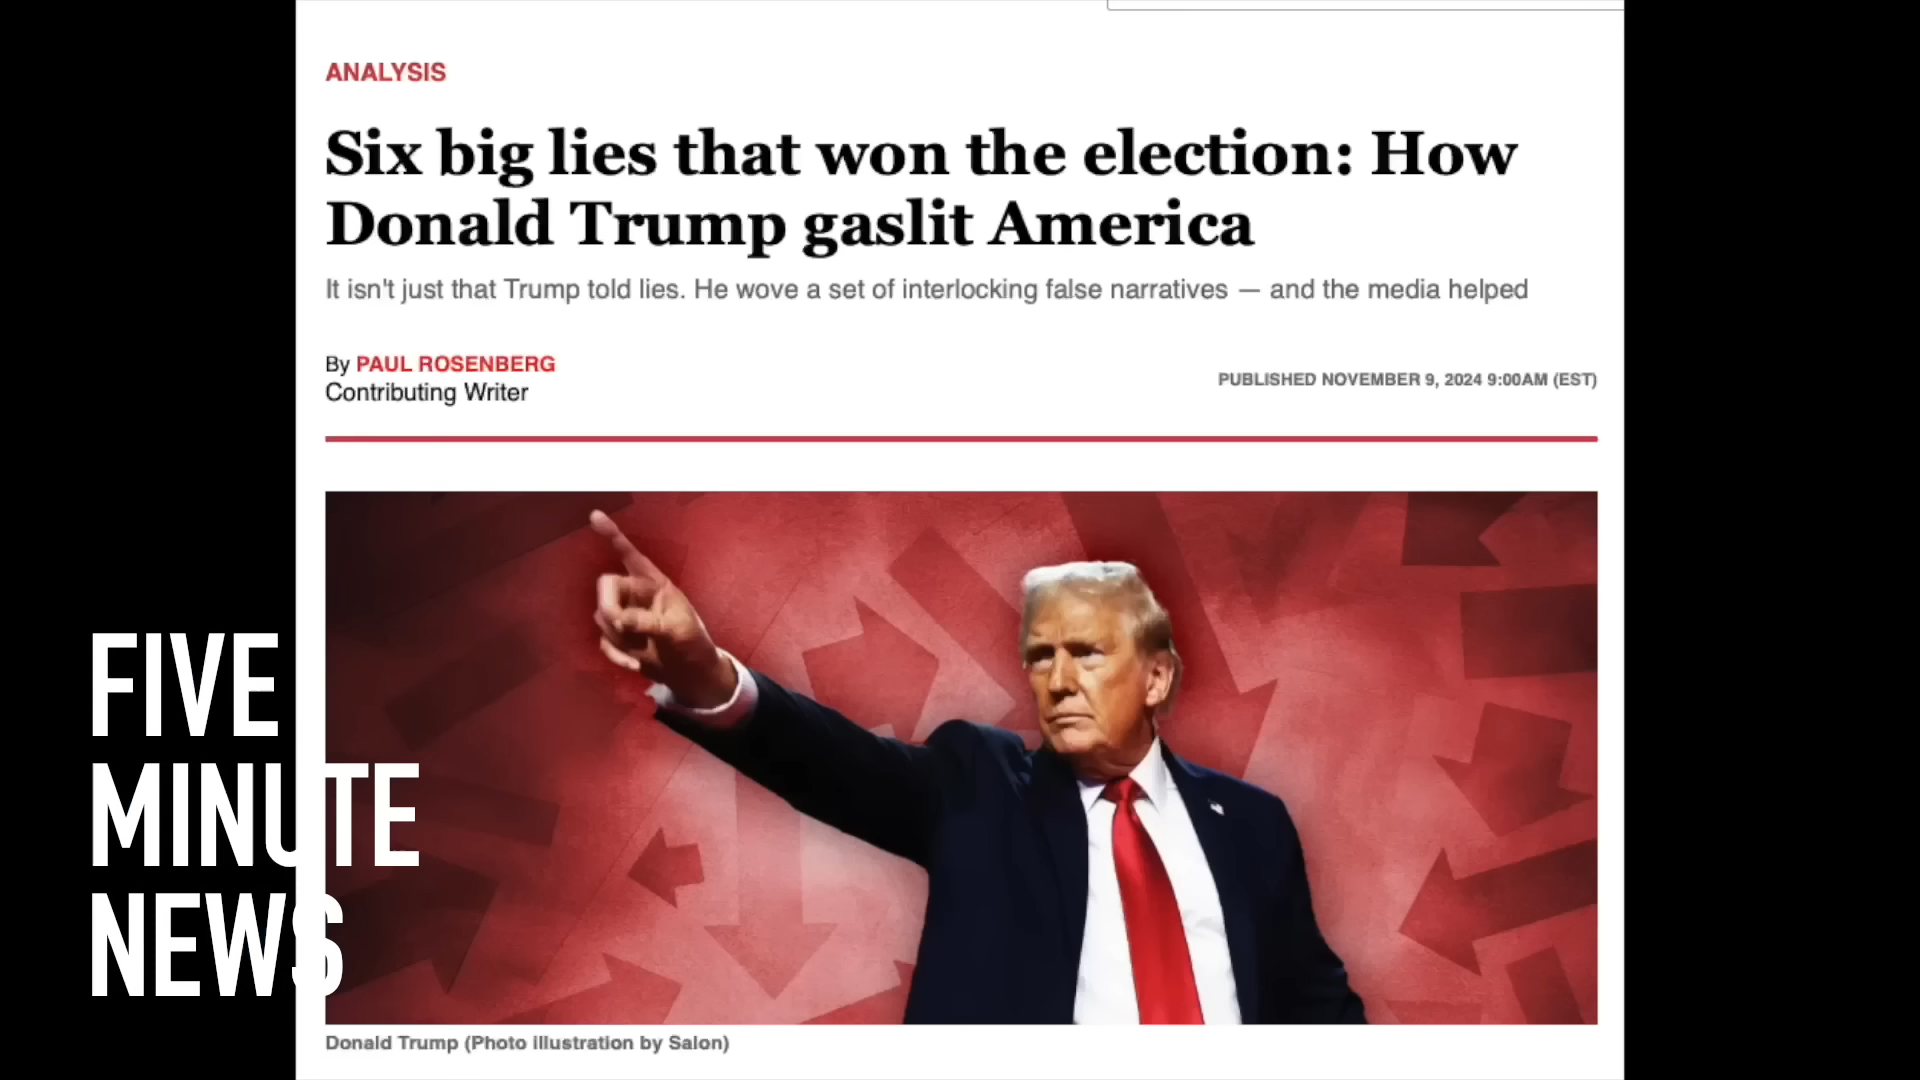 ANALYSIS
Six big lies that won the election: How
Donald Trump gaslit America
It isn't just that Trump told lies. He wove a set of interlocking false narratives — and the media helped
By PAUL ROSENBERG
Contributing Writer
PUBLISHED NOVEMBER 9, 2024 9:00AM (EST)
FIVE
MINUTE
NEWS
Donald Trump (Photo illustration by Salon)